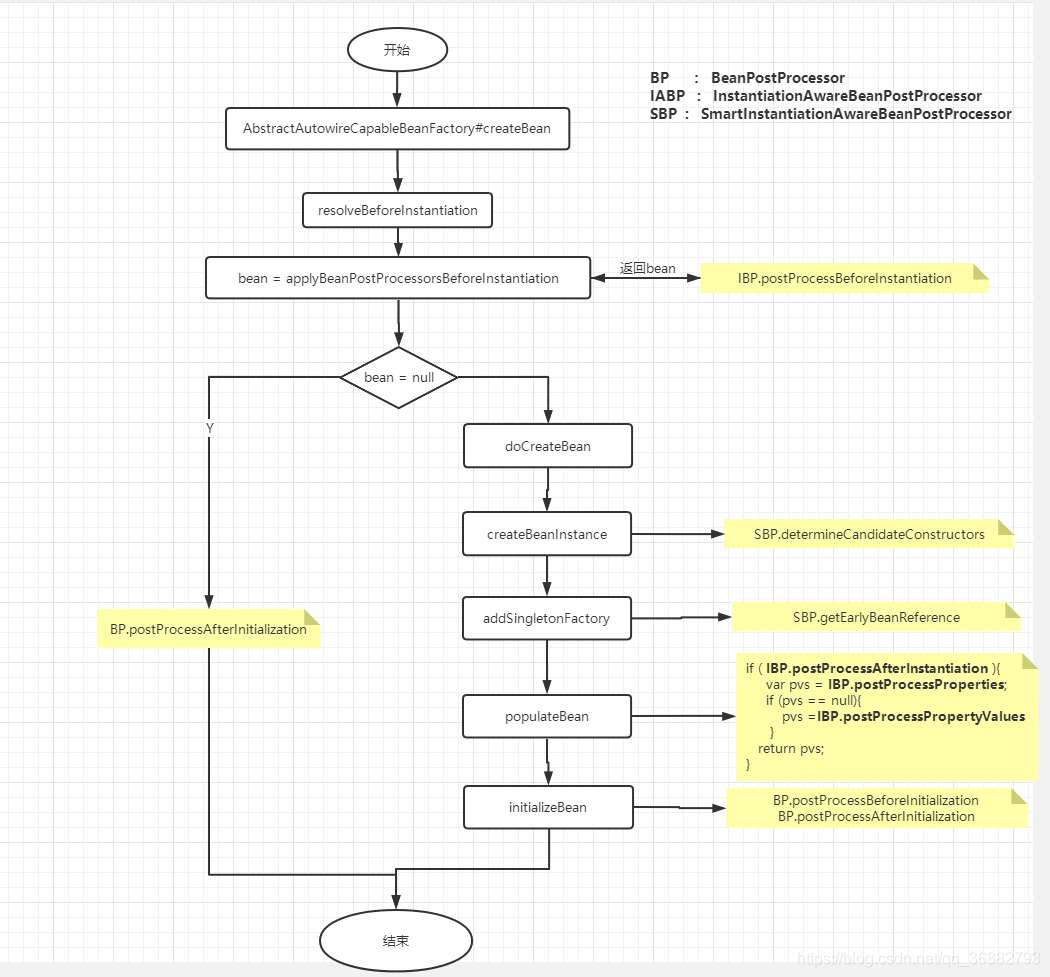 开始
BP : BeanPostProcessor
IABP : InstantiationAwareBeanPostProcessor
SBP : SmartInstantiationAwareBeanPostProcessor
AbstractAutowireCapableBeanFactory#createBean
resolveBeforeInstantiation
bean = applyBeanPostProcessorsBeforeInstantiation
返回bean
IBP.postProcessBeforeInstantiation
bean = null
Y
doCreateBean
createBeanInstance
SBP.determineCandidateConstructors
addSingletonFactory
SBP.getEarlyBeanReference
BP.postProcessAfterInitialization
populateBean
if ( IBP.postProcessAfterInstantiation ){
var pvs = IBP.postProcessProperties;
if (pvs == null){
pvs =IBP.postProcessPropertyValues
}
return pvs;
}
initializeBean
BP.postProcessBeforeInitialization
BP.postProcessAfterInitialization
结束
https://blog.csdn.net/qq_36882793